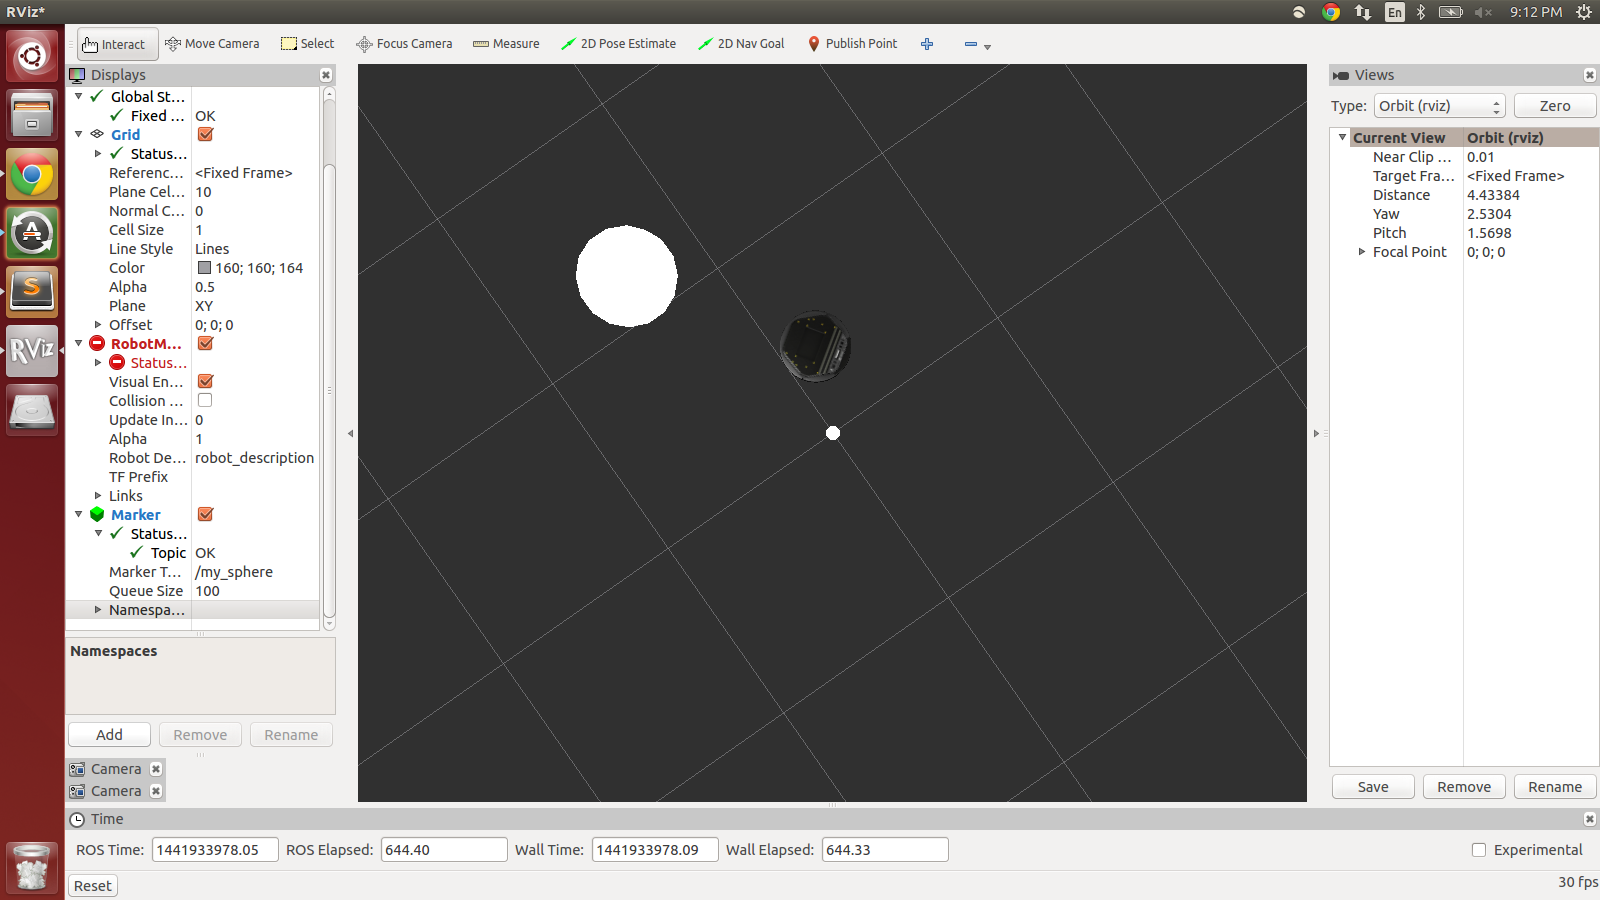 RViz*
En
9:12 PM
Interact
Move Camera
Select
Focus Camera
Measure
2D Pose Estimate
2D Nav Goal
Publish Point
Displays
Global St...
Fixed ... OK
Grid
Status...
Referenc... <Fixed Frame>
Plane Cel... 10
Normal C... 0
Cell Size 1
Line Style Lines
Color 160; 160; 164
Alpha 0.5
Plane XY
Offset 0; 0; 0
RobotM...
Status...
Visual En...
Collision ...
Update In... 0
Alpha 1
Robot De... robot_description
TF Prefix
Links
Marker
Status...
Topic OK
Marker T... /my_sphere
Queue Size 100
Namespa...
Namespaces
Add Remove Rename
Camera
Camera
Views
Type: Orbit (rviz) Zero
Current View Orbit (rviz)
Near Clip ... 0.01
Target Fra... <Fixed Frame>
Distance 4.43384
Yaw 2.5304
Pitch 1.5698
Focal Point 0; 0; 0
Save Remove Rename
Time
ROS Time: 1441933978.05 ROS Elapsed: 644.40 Wall Time: 1441933978.09 Wall Elapsed: 644.33 Experimental
Reset
30 fps
A
S
RViz